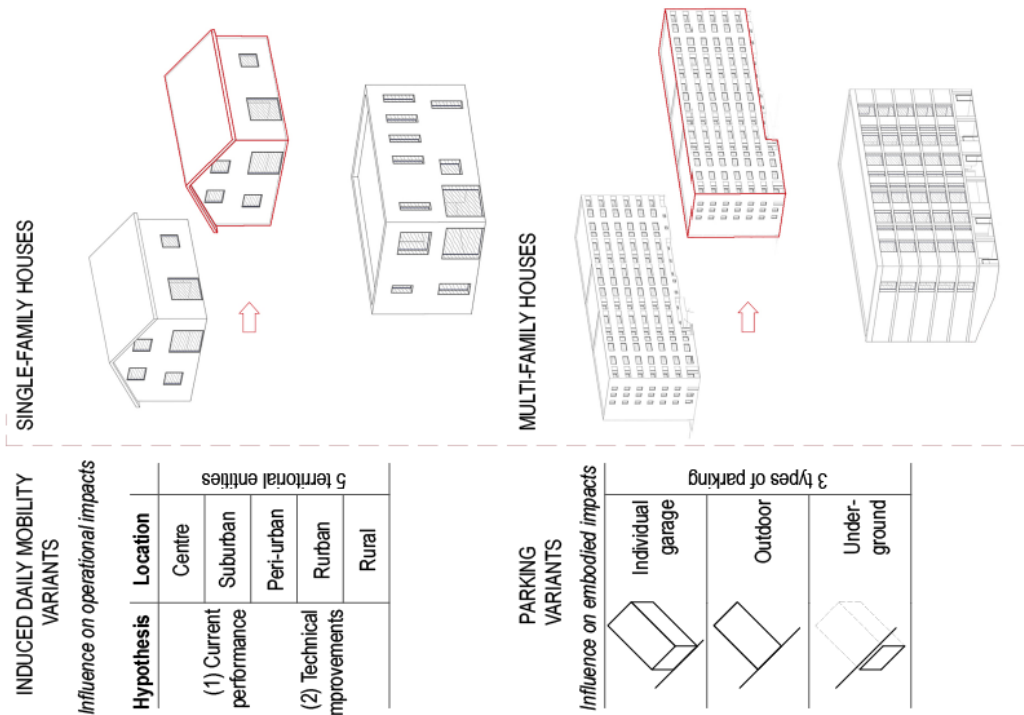 SINGLE-FAMILY HOUSES
MULTI-FAMILY HOUSES
INDUCED DAILY MOBILITY
VARIANTS
Influence on operational impacts
Hypothesis Location
(1) Current
performance
(2) Technical
improvements
Centre
Suburban
Peri-urban
Rurban
Rural
5 territorial entities
PARKING
VARIANTS
Influence on embodied impacts
Individual
garage
Outdoor
Under-
ground
3 types of parking